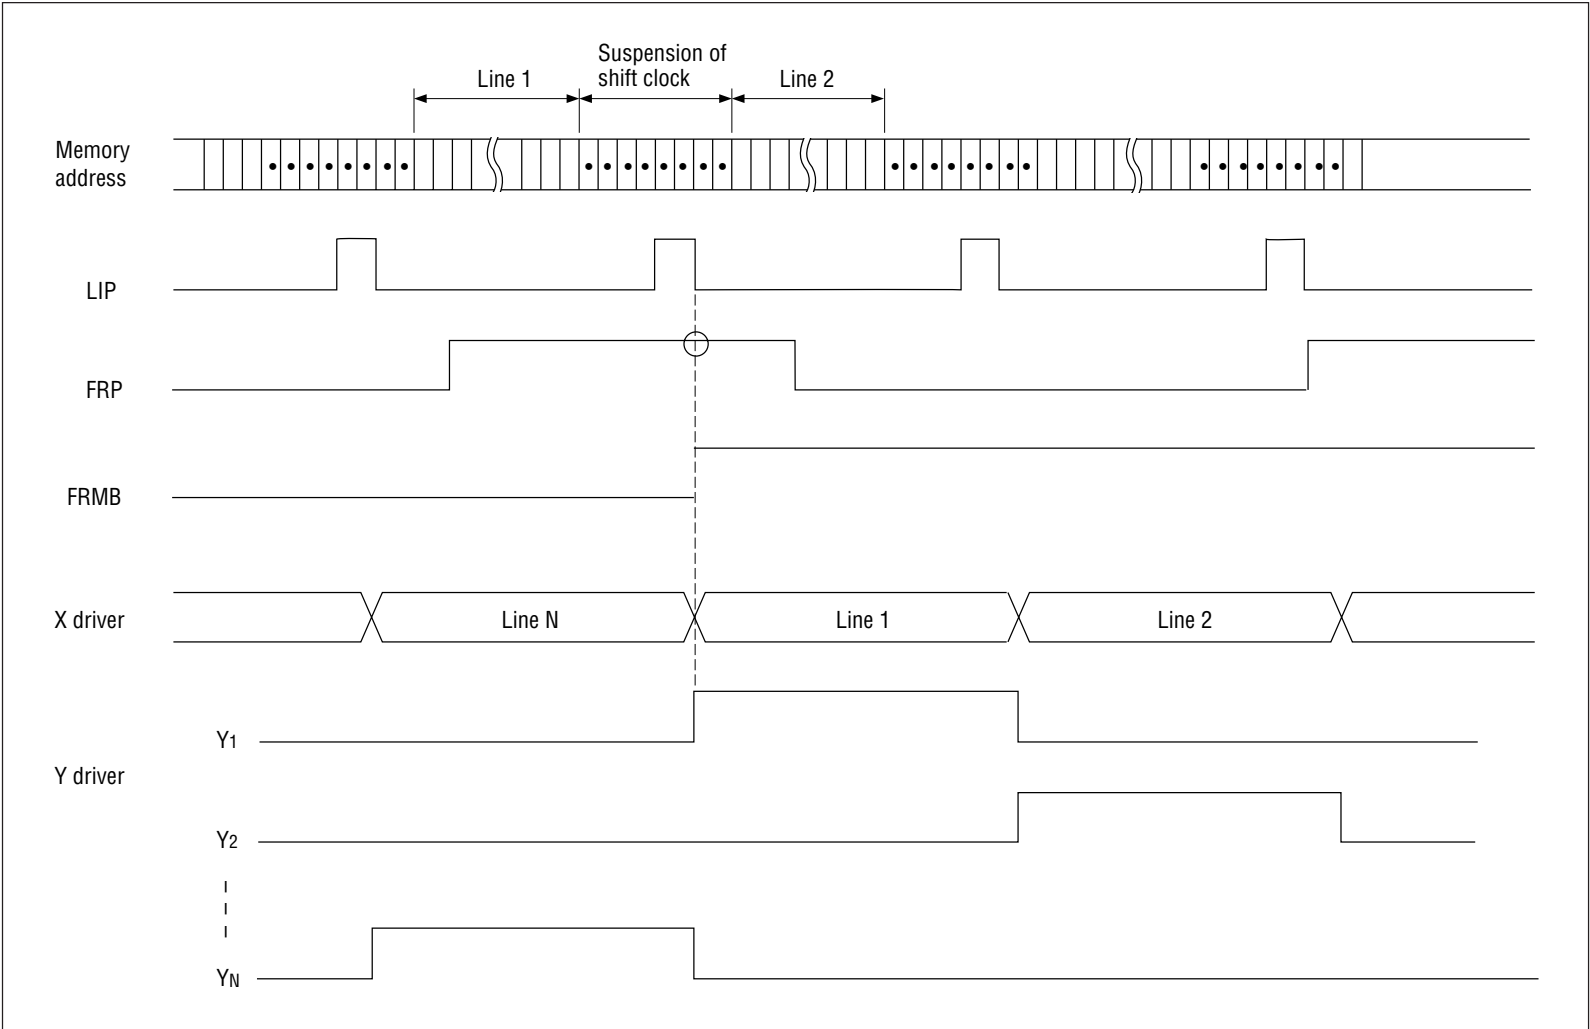 Suspension of
shift clock
Line 1
Line 2
Memory
address
LIP
FRP
FRMB
X driver
Line N
Line 1
Line 2
Y1
Y driver
Y2
YN